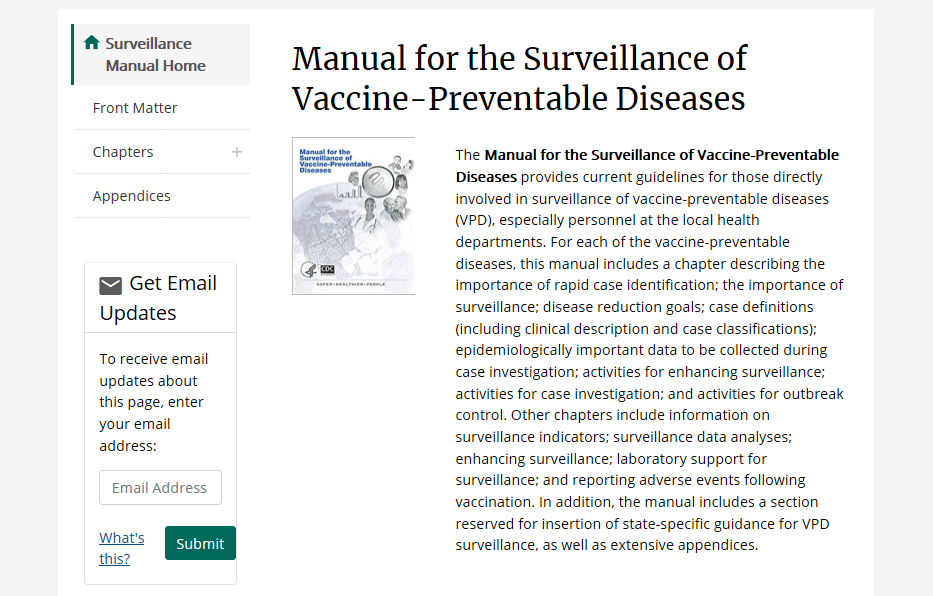 Surveillance
Manual Home
Front Matter
Chapters
Appendices
Get Email
Updates
To receive email
updates about
this page, enter
your email
address:
Email Address
What's
this?
Submit
Manual for the Surveillance of
Vaccine-Preventable Diseases
Manual for the
Surveillance of
Vaccine-Preventable
Diseases
CDC
SAFER•HEALTHIER•PEOPLE
The Manual for the Surveillance of Vaccine-Preventable
Diseases provides current guidelines for those directly
involved in surveillance of vaccine-preventable diseases
(VPD), especially personnel at the local health
departments. For each of the vaccine-preventable
diseases, this manual includes a chapter describing the
importance of rapid case identification; the importance of
surveillance; disease reduction goals; case definitions
(including clinical description and case classifications);
epidemiologically important data to be collected during
case investigation; activities for enhancing surveillance;
activities for case investigation; and activities for outbreak
control. Other chapters include information on
surveillance indicators; surveillance data analyses;
enhancing surveillance; laboratory support for
surveillance; and reporting adverse events following
vaccination. In addition, the manual includes a section
reserved for insertion of state-specific guidance for VPD
surveillance, as well as extensive appendices.